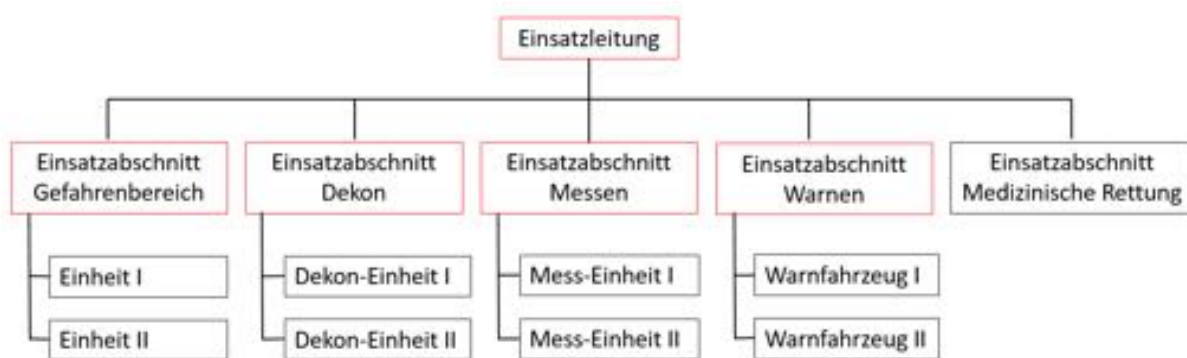 Einsatzleitung
Einsatzabschnitt
Gefahrenbereich
Einsatzabschnitt
Dekon
Einsatzabschnitt
Messen
Einsatzabschnitt
Warnen
Einsatzabschnitt
Medizinische Rettung
Einheit I
Dekon-Einheit I
Mess-Einheit I
Warnfahrzeug I
Einheit II
Dekon-Einheit II
Mess-Einheit II
Warnfahrzeug II